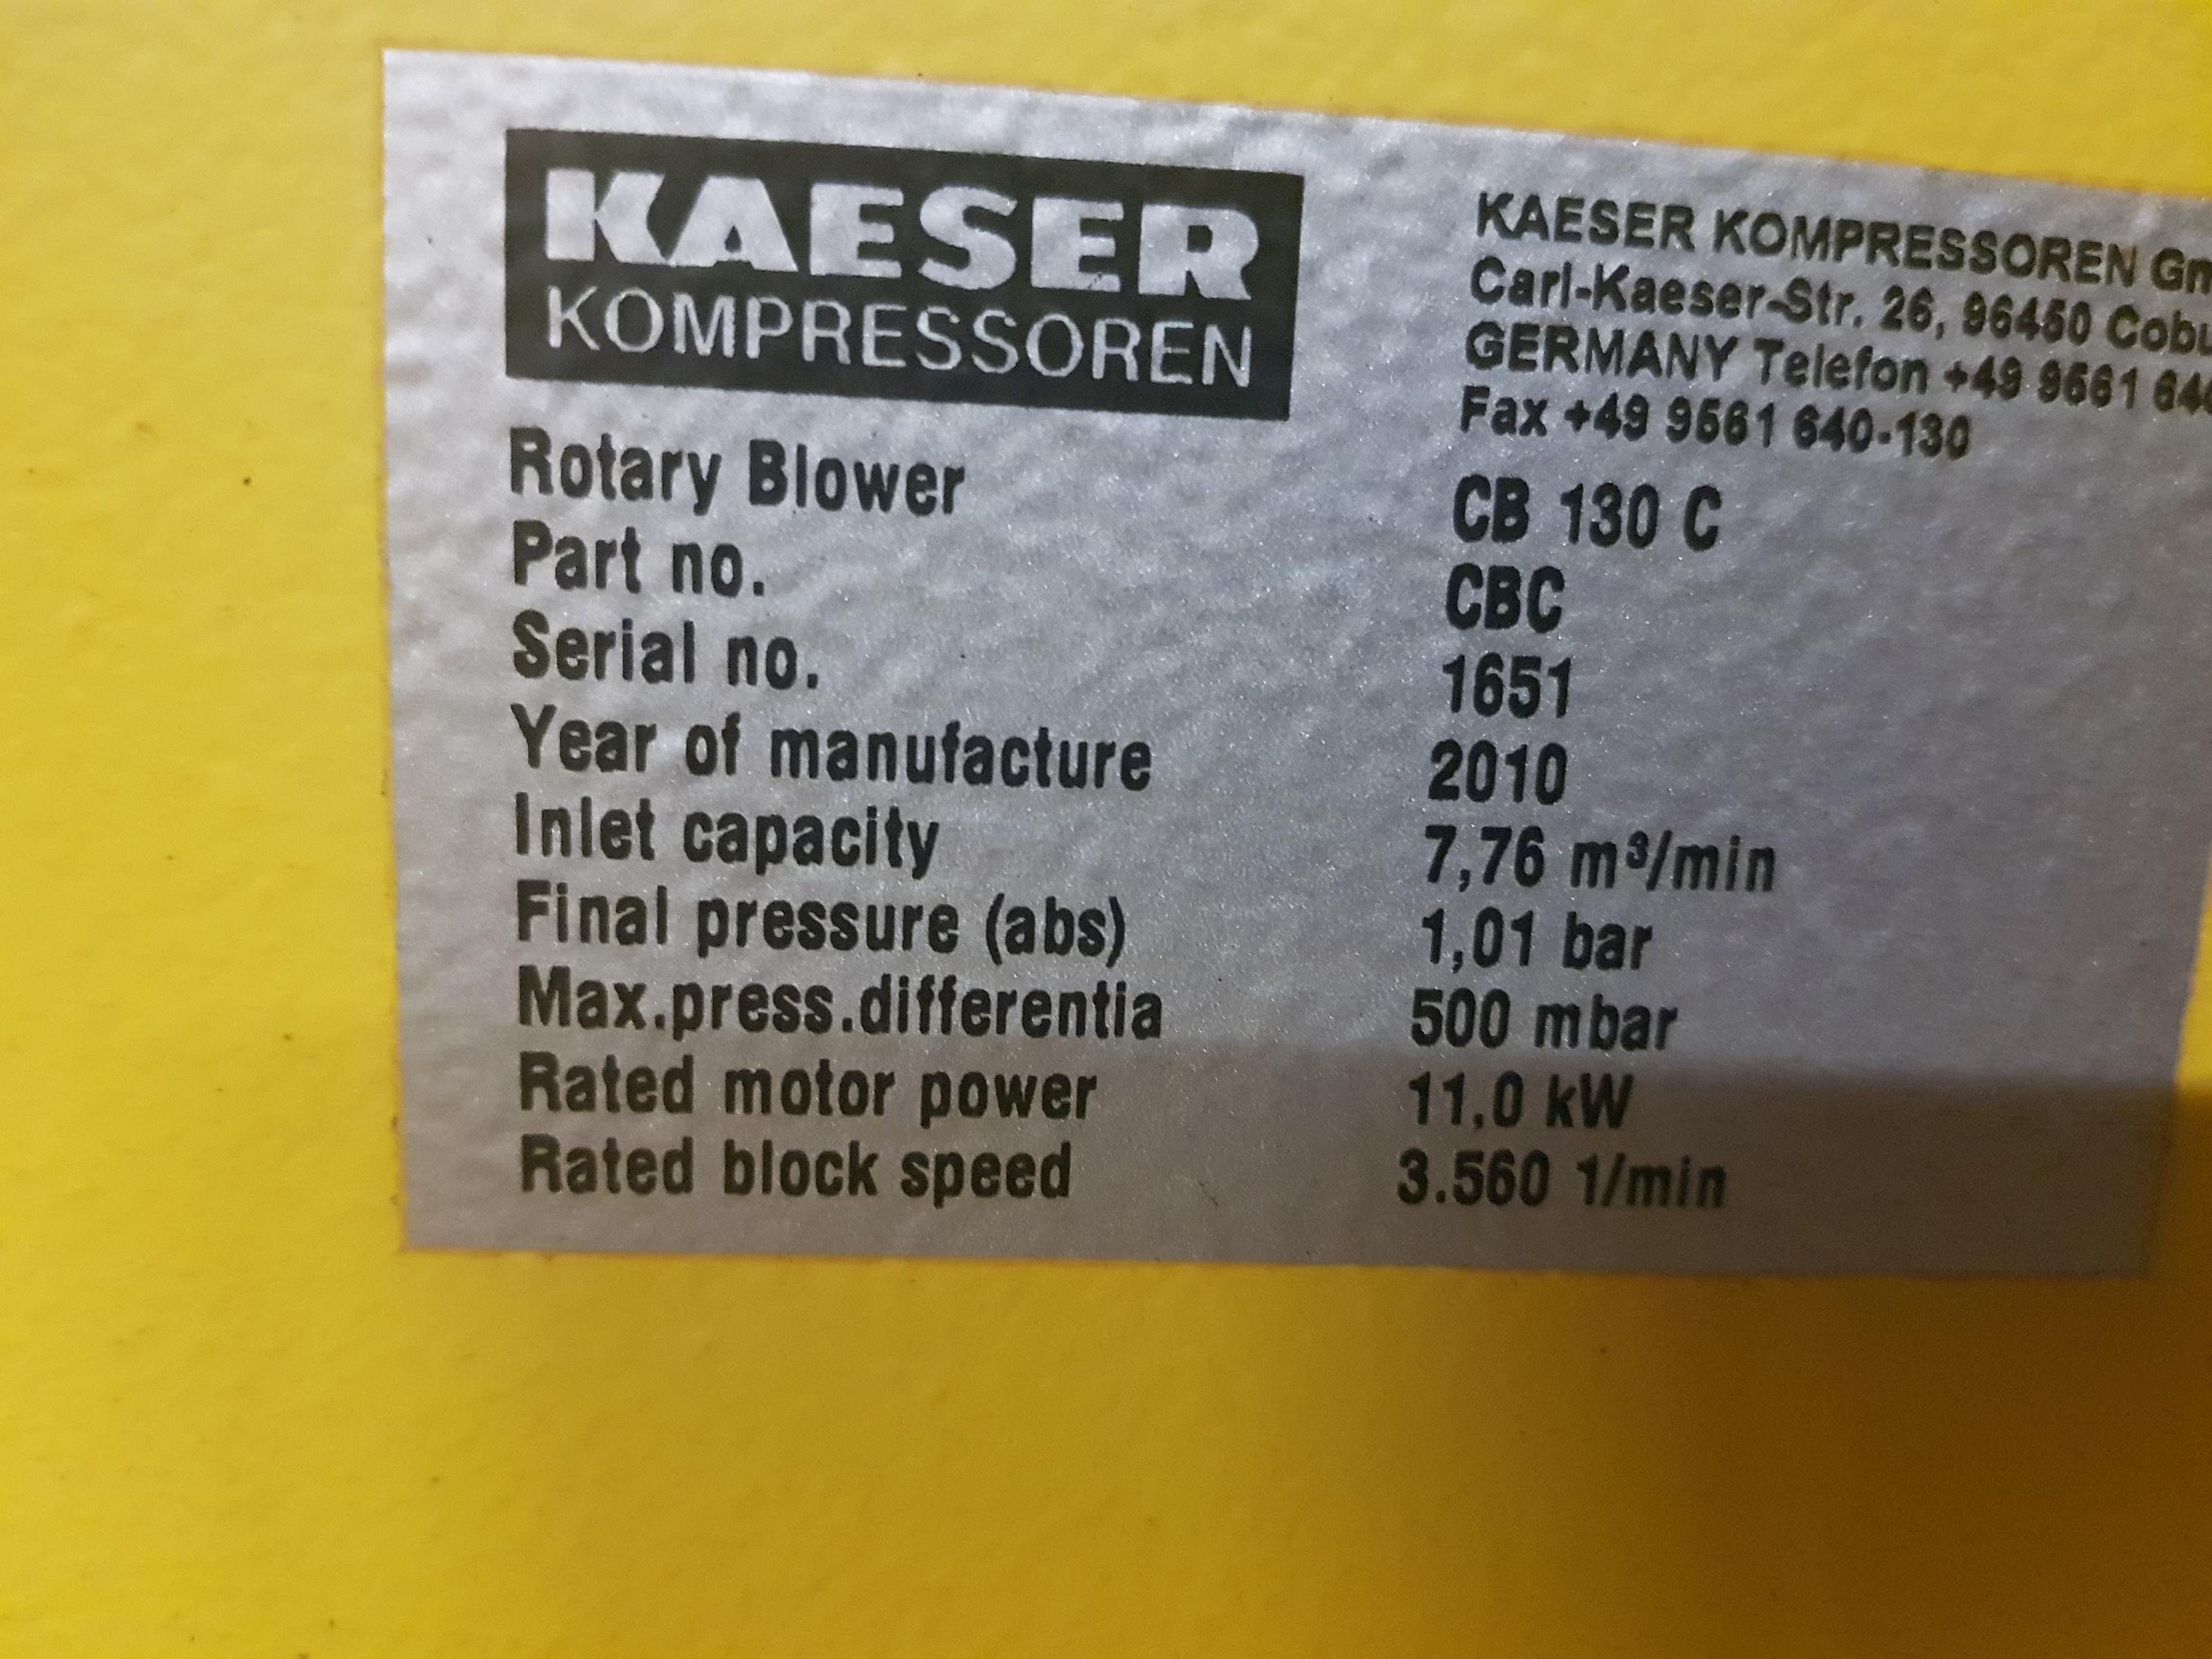 KAESER
KOMPRESSOREN
KAESER KOMPRESSOREN
Carl-Kaeser-Str. 26, 96450
GERMANY Telefon +49 9561
Fax +49 9561 640-130
Rotary Blower CB 130 C
Part no. CBC
Serial no. 1651
Year of manufacture 2010
Inlet capacity 7,76 m³/min
Final pressure (abs) 1,01 bar
Max.press.differentia 500 mbar
Rated motor power 11,0 kW
Rated block speed 3.560 1/min